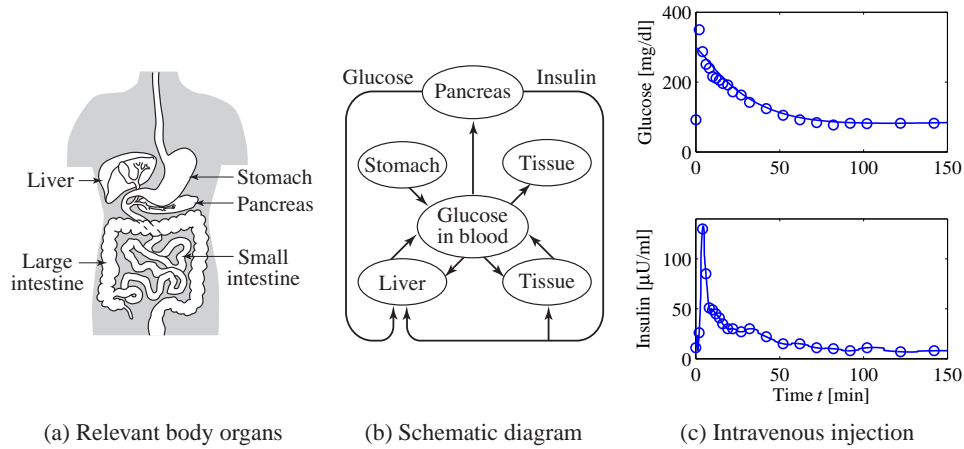 Liver
Stomach
Pancreas
Large
intestine
Small
intestine
(a) Relevant body organs
Glucose
Insulin
Pancreas
Stomach
Tissue
Glucose
in blood
Liver
Tissue
(b) Schematic diagram
Glucose [mg/dl]
400
200
0
0 50 100 150
Insulin [µU/ml]
100
50
0
0 50 100 150
Time t [min]
(c) Intravenous injection